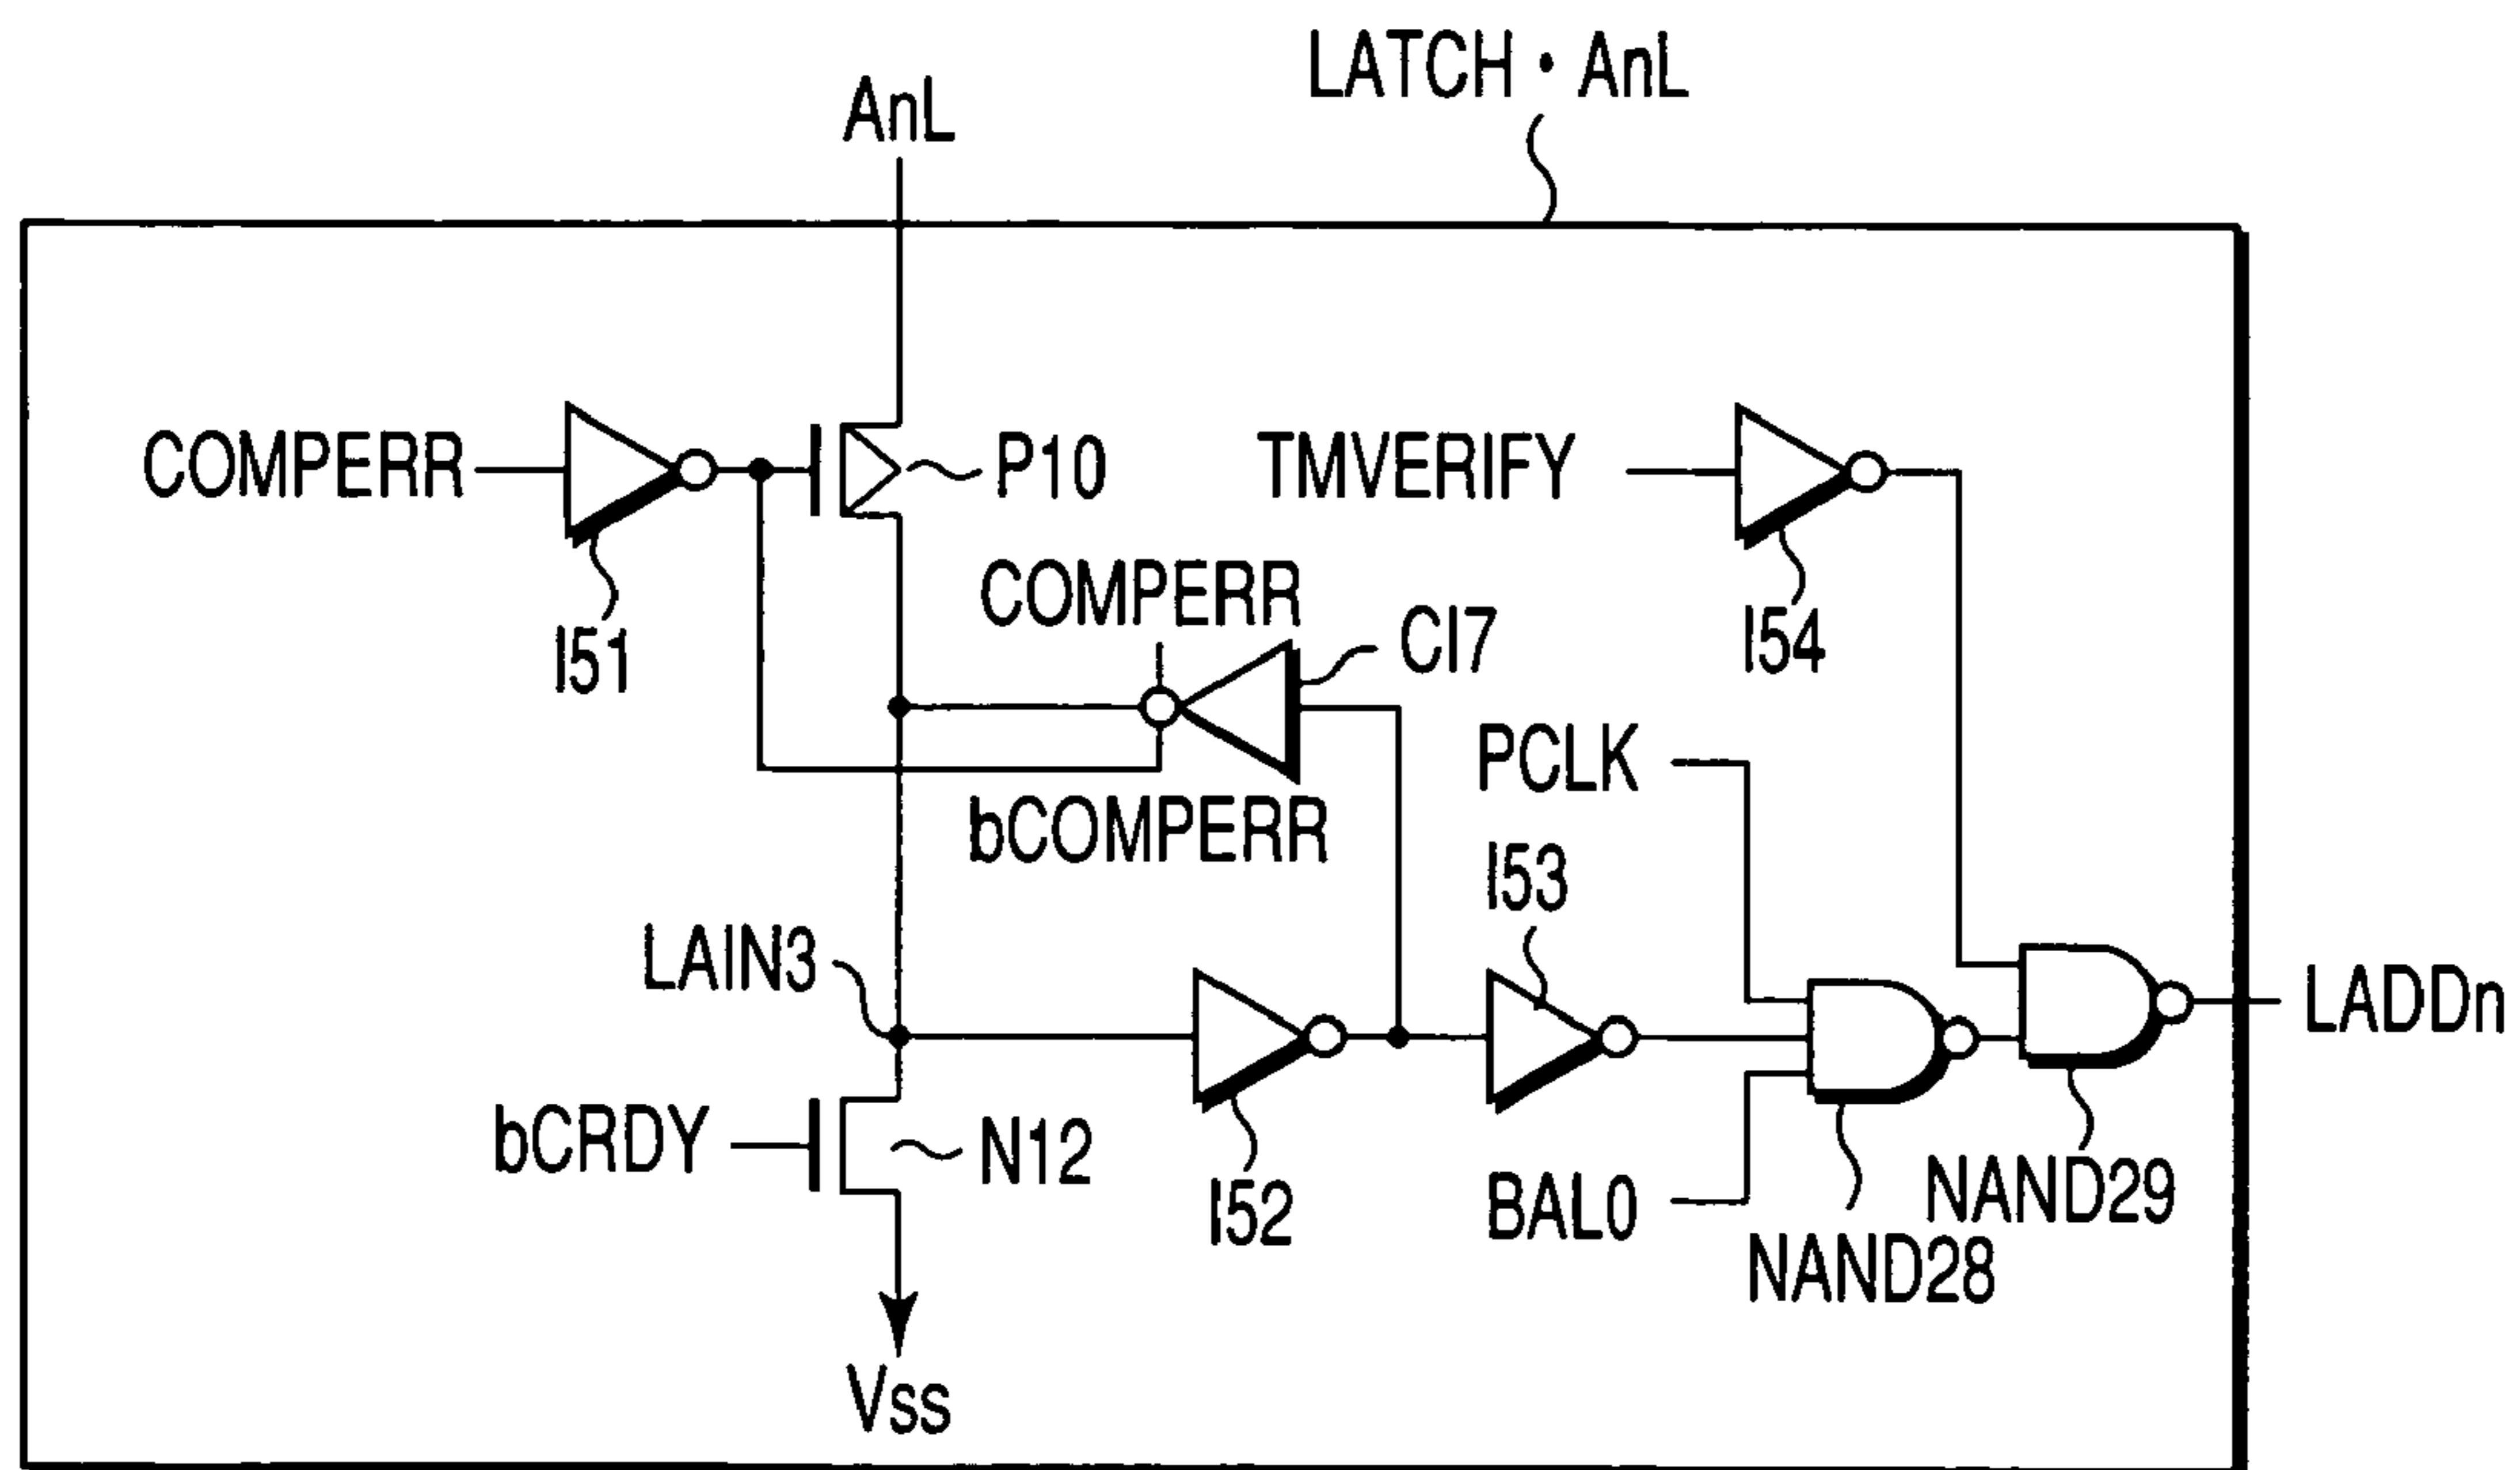 LATCH • AnL
AnL
COMPERR
P10
TMVERIFY
I51
COMPERR
CI7
I54
PCLK
bCOMPERR
I53
LAIN3
LADDn
bCRDY
N12
I52
BAL0
NAND29
NAND28
Vss